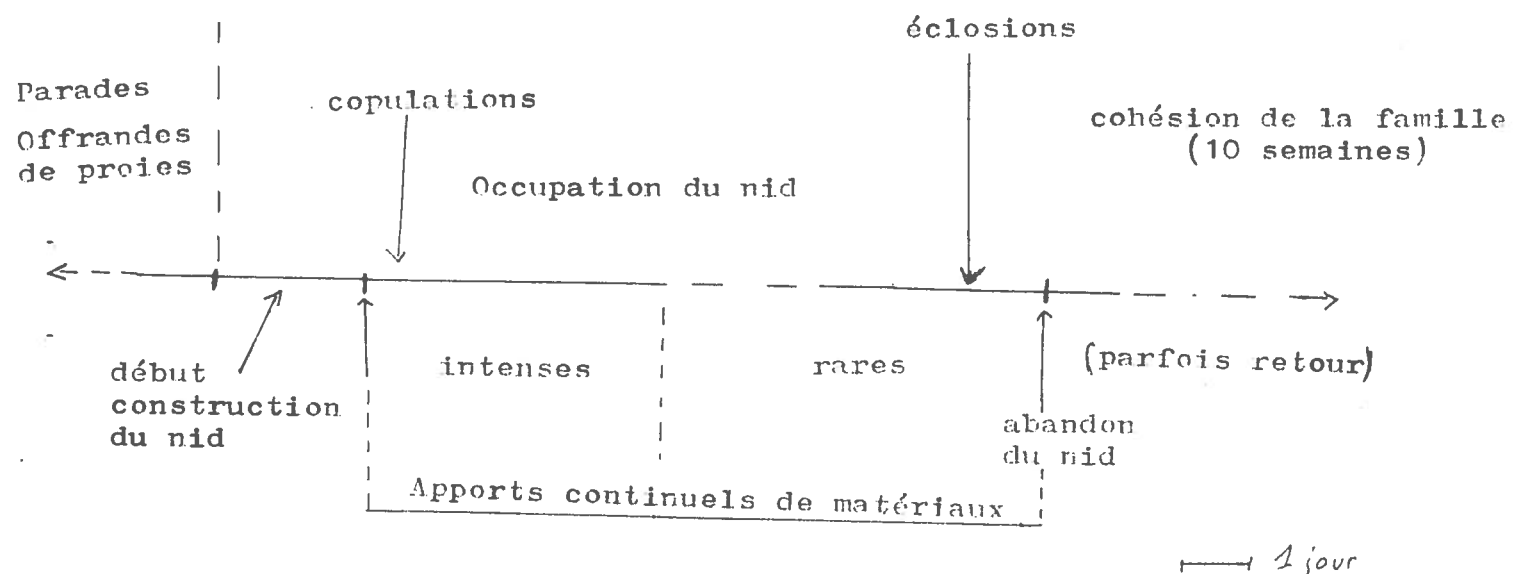 éclosions
Parades
Offrandes
de proies
copulations
cohésion de la famille
(10 semaines)
Occupation du nid
début
construction
du nid
intenses
rares
(parfois retour)
abandon
du nid
Apports continuels de matériaux
1 jour